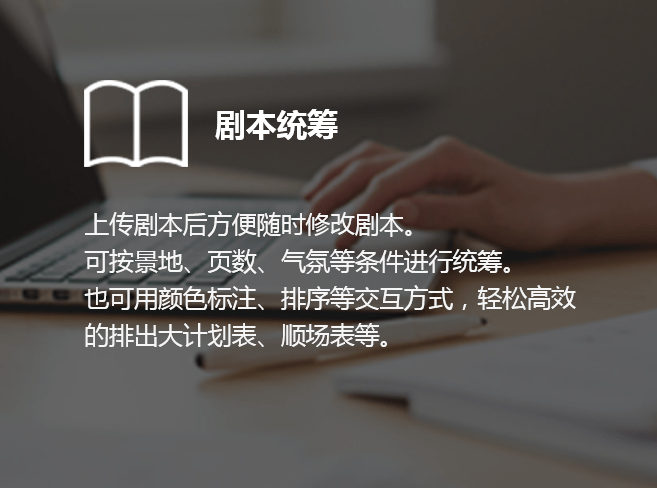 剧本统筹
上传剧本后方便随时修改剧本。
可按景地、页数、气氛等条件进行统筹。
也可用颜色标注、排序等交互方式，轻松高效
的排出大计划表、顺场表等。